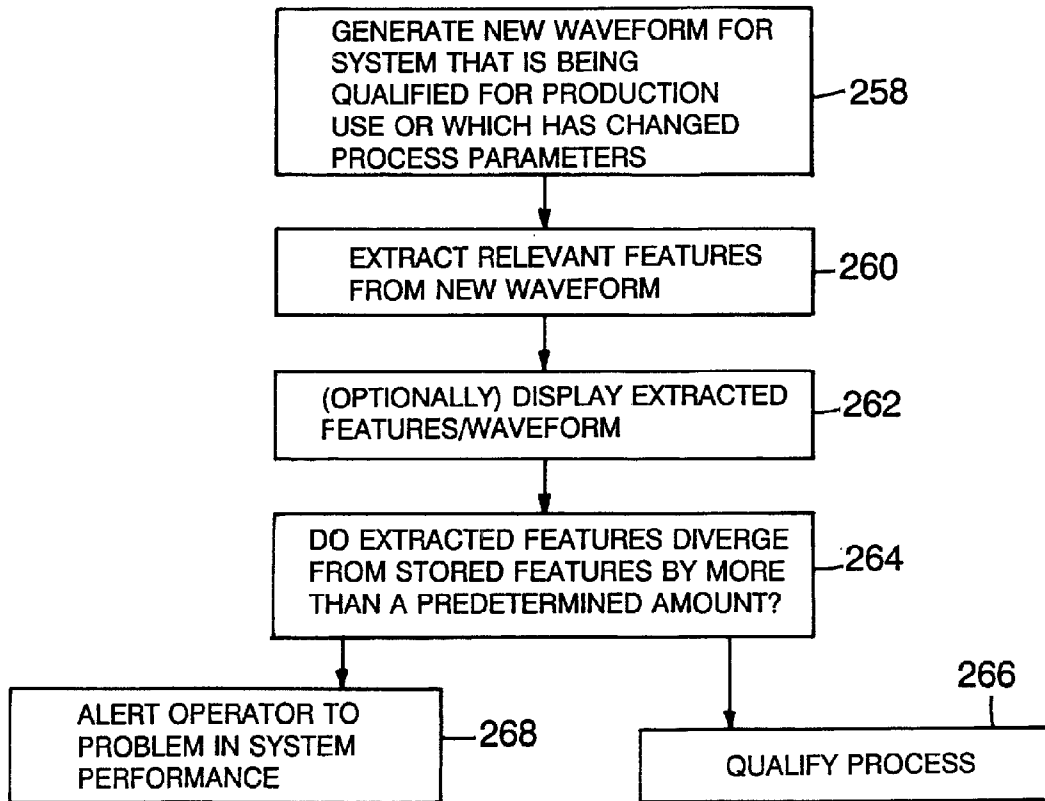 GENERATE NEW WAVEFORM FOR
SYSTEM THAT IS BEING
QUALIFIED FOR PRODUCTION
USE OR WHICH HAS CHANGED
PROCESS PARAMETERS
258
EXTRACT RELEVANT FEATURES
FROM NEW WAVEFORM
260
(OPTIONALLY) DISPLAY EXTRACTED
FEATURES/WAVEFORM
262
DO EXTRACTED FEATURES DIVERGE
FROM STORED FEATURES BY MORE
THAN A PREDETERMINED AMOUNT?
264
ALERT OPERATOR TO
PROBLEM IN SYSTEM
PERFORMANCE
268
266
QUALIFY PROCESS